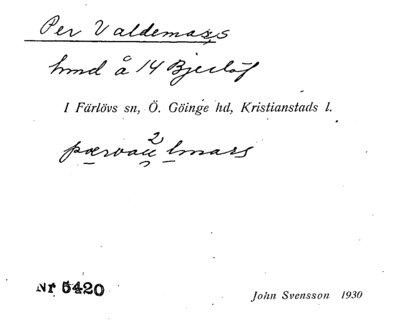 Per Valdemars
hmd å 14 Bjerlöf
I Färlövs sn, Ö. Göinge hd, Kristianstads l.
Nr 5420
John Svensson 1930